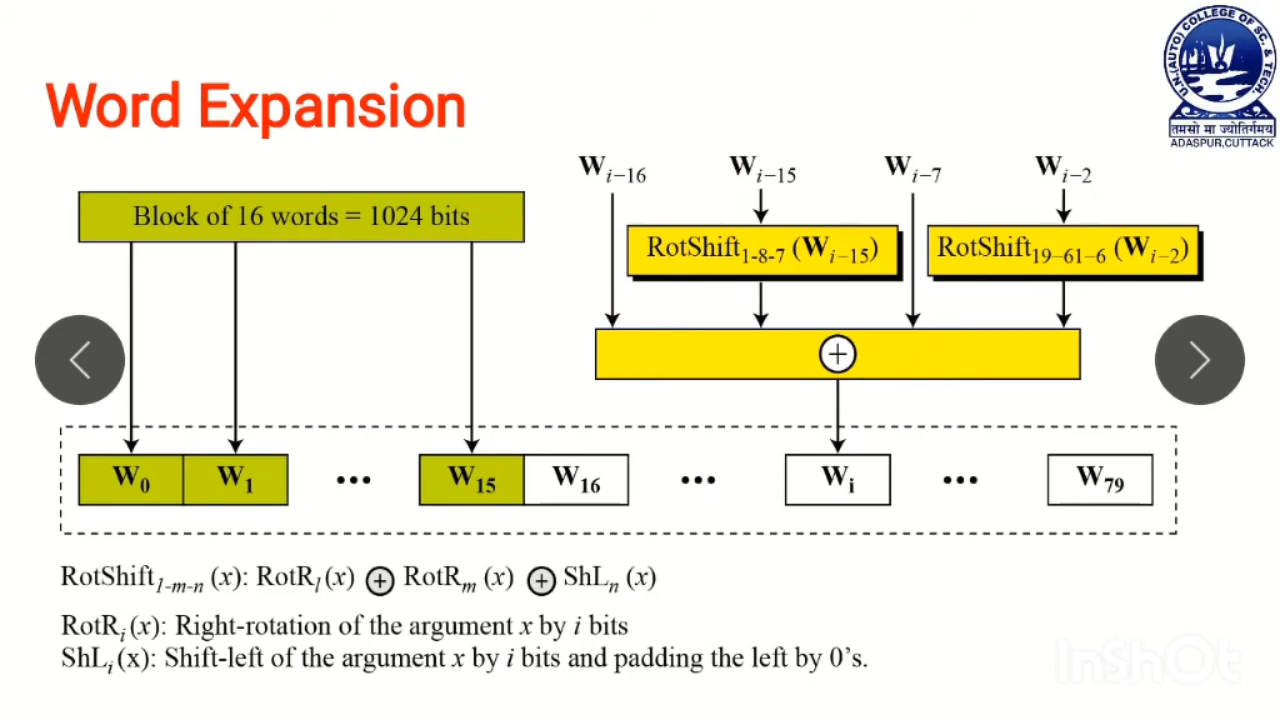 U.N.(AUTO) COLLEGE OF SC. & TECH.
तमसो मा ज्योतिर्गमय
ADASPUR,CUTTACK
Word Expansion
Block of 16 words = 1024 bits
Wi–16 Wi–15 Wi–7 Wi–2
RotShift1-8-7 (Wi–15) RotShift19–61–6 (Wi–2)
+
W0 W1 ... W15 W16 ... Wi ... W79
RotShiftl-m-n (x): RotRl (x) ⊕ RotRm (x) ⊕ ShLn (x)
RotRi (x): Right-rotation of the argument x by i bits
ShLi (x): Shift-left of the argument x by i bits and padding the left by 0’s.
InShOt